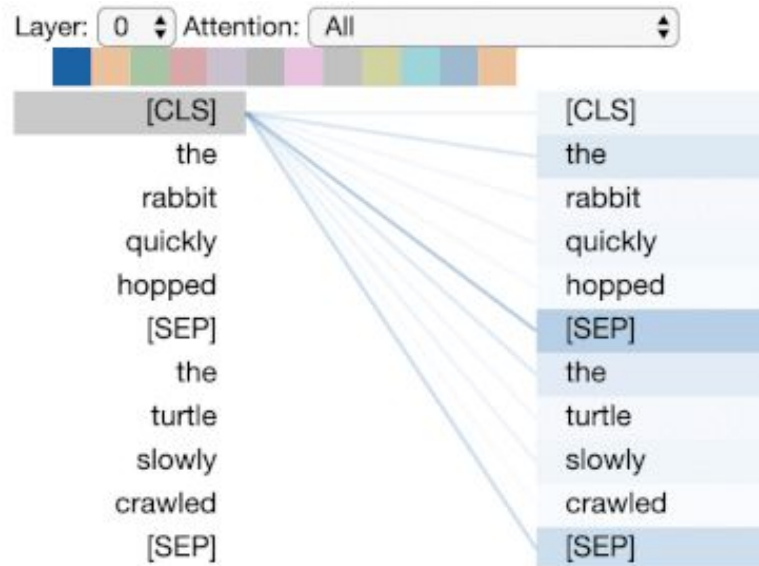 Layer: 0 Attention: All
[CLS] [CLS]
the the
rabbit rabbit
quickly quickly
hopped hopped
[SEP] [SEP]
the the
turtle turtle
slowly slowly
crawled crawled
[SEP] [SEP]